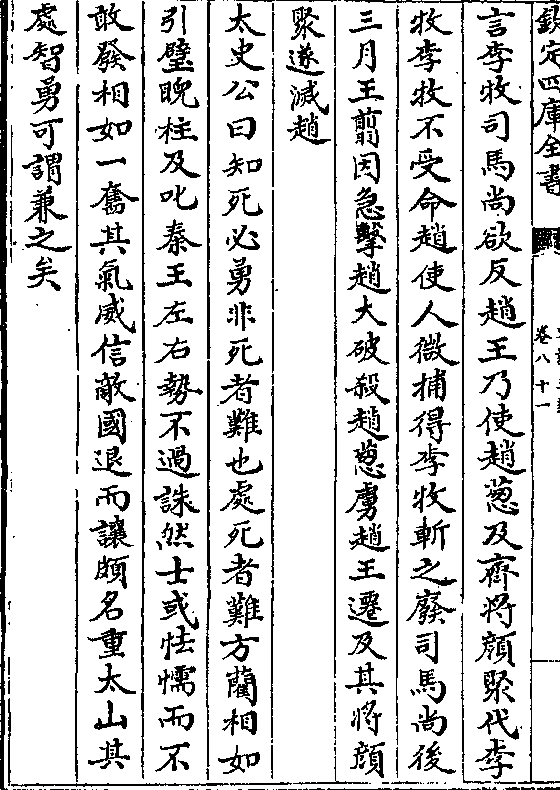 欽定四庫全書
卷八十一
言李牧司馬尚欲反趙王乃使趙蔥及齊將顏聚代李
牧李牧不受命趙使人微捕得李牧斬之廢司馬尚後
三月王翦因急擊趙大破殺趙蔥虜趙王遷及其將顏
聚遂滅趙
太史公曰知死必勇非死者難也處死者難方藺相如
引璧睨柱及叱秦王左右勢不過誅然士或怯懦而不
敢發相如一奮其氣威信敵國退而讓頗名重太山其
處智勇可謂兼之矣